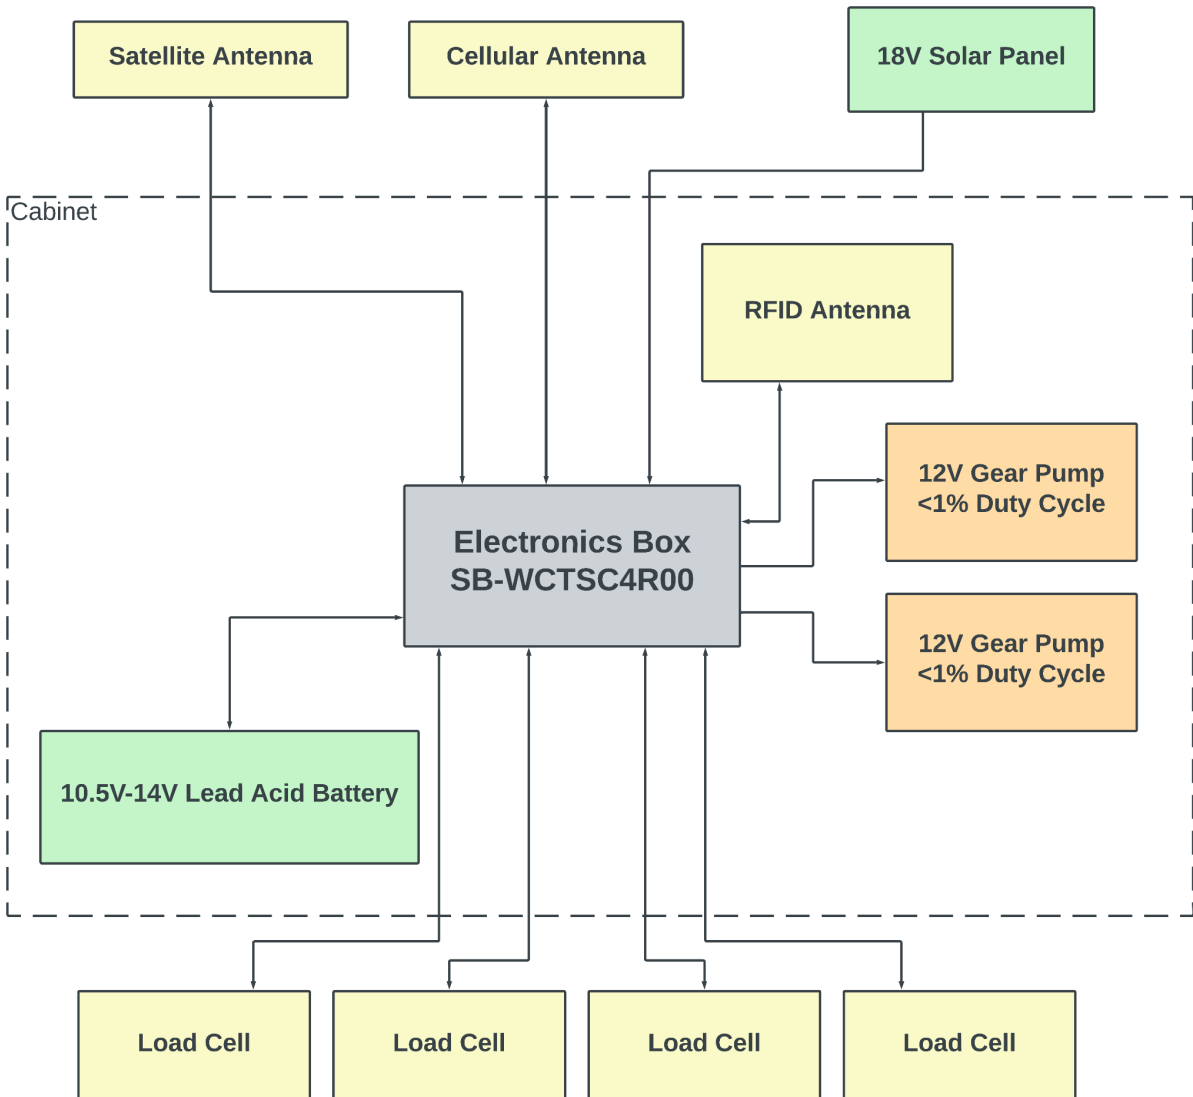 Satellite Antenna
Cellular Antenna
18V Solar Panel
Cabinet
RFID Antenna
12V Gear Pump
<1% Duty Cycle
Electronics Box
SB-WCTSC4R00
12V Gear Pump
<1% Duty Cycle
10.5V-14V Lead Acid Battery
Load Cell
Load Cell
Load Cell
Load Cell